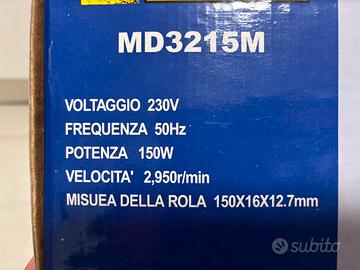 MD3215M
VOLTAGGIO 230V
FREQUENZA 50Hz
POTENZA 150W
VELOCITA' 2,950r/min
MISUEA DELLA ROLA 150X16X12.7mm
subito